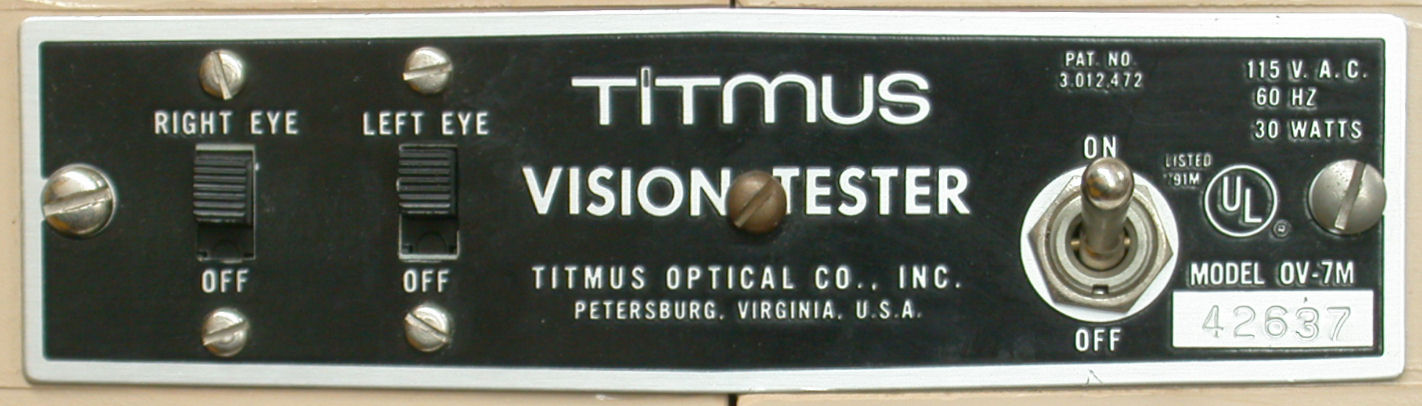 RIGHT EYE
OFF
LEFT EYE
OFF
TITMUS
VISION TESTER
TITMUS OPTICAL CO., INC.
PETERSBURG, VIRGINIA, U.S.A.
PAT. NO.
3,012,472
ON
OFF
115 V. A.C.
60 HZ
30 WATTS
LISTED
791M
UL
®
MODEL OV-7M
42637